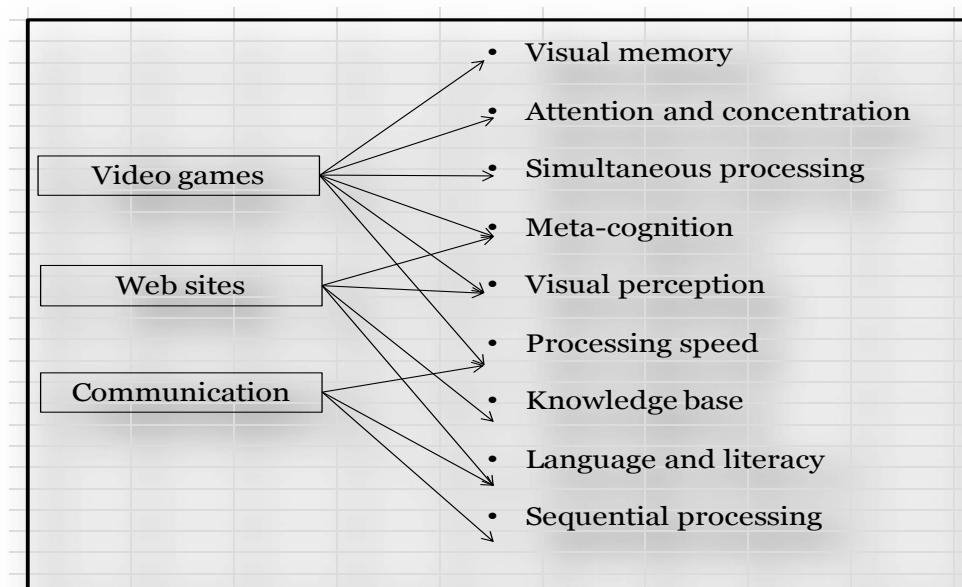 Video games
Web sites
Communication
• Visual memory
• Attention and concentration
• Simultaneous processing
• Meta-cognition
• Visual perception
• Processing speed
• Knowledge base
• Language and literacy
• Sequential processing